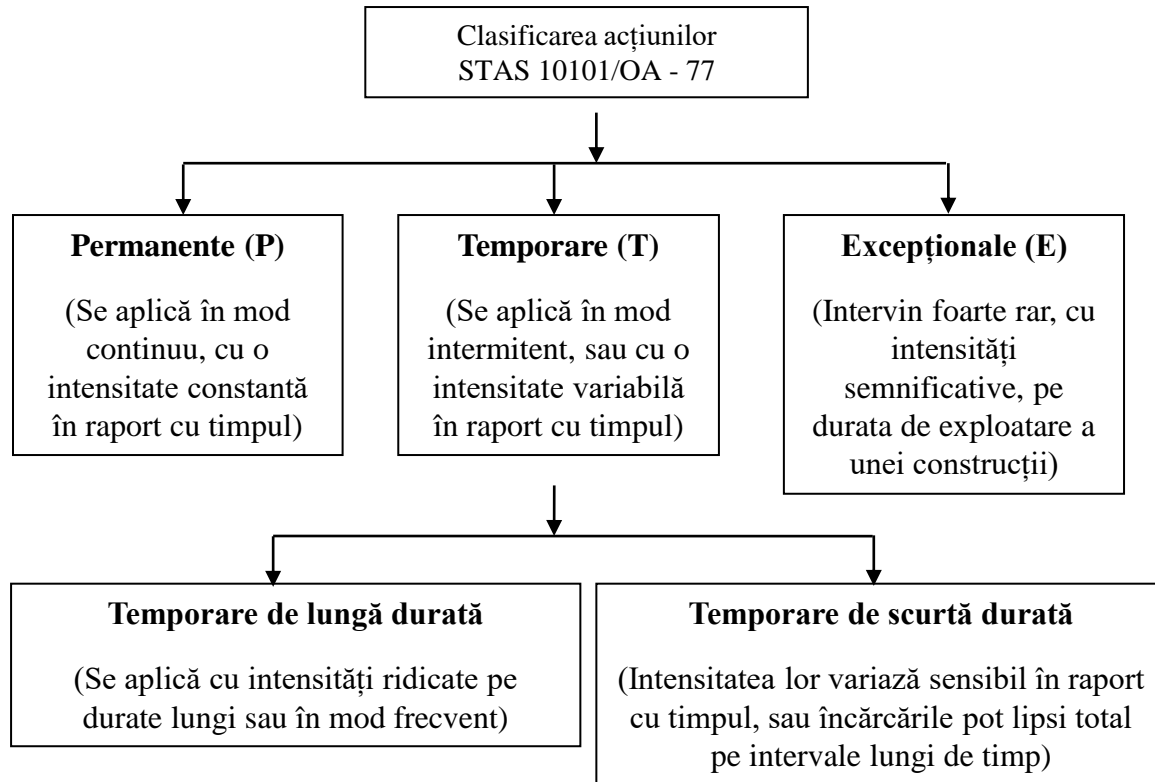 Clasificarea acțiunilor
STAS 10101/OA - 77
Permanente (P)
(Se aplică în mod
continuu, cu o
intensitate constantă
în raport cu timpul)
Temporare (T)
(Se aplică în mod
intermitent, sau cu o
intensitate variabilă
în raport cu timpul)
Excepționale (E)
(Intervin foarte rar, cu
intensități
semnificative, pe
durata de exploatare a
unei construcții)
Temporare de lungă durată
(Se aplică cu intensități ridicate pe
durate lungi sau în mod frecvent)
Temporare de scurtă durată
(Intensitatea lor variază sensibil în raport
cu timpul, sau încărcările pot lipsi total
pe intervale lungi de timp)